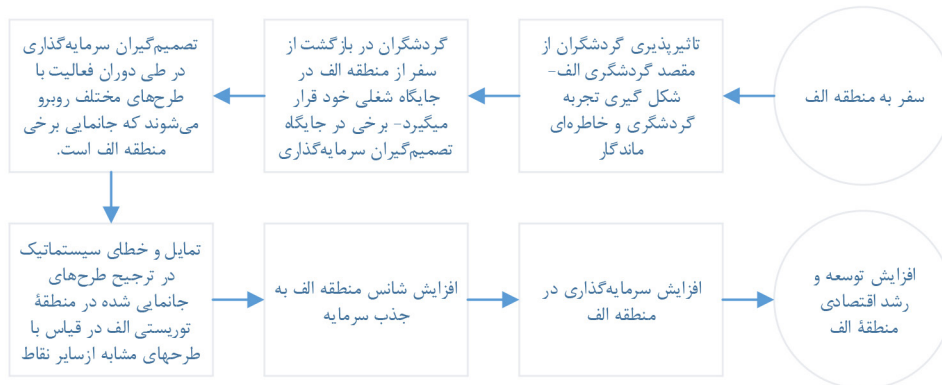 سفر به منطقه الف
تاثیرپذیری گردشگران از
مقصد گردشگری الف-
شکل گیری تجربه
گردشگری و خاطره‌ای
ماندگار
گردشگران در بازگشت از
سفر از منطقه الف در
جایگاه شغلی خود قرار
میگیرد- برخی در جایگاه
تصمیم‌گیران سرمایه‌گذاری
تصمیم‌گیران سرمایه‌گذاری
در طی دوران فعالیت با
طرح‌های مختلف روبرو
می‌شوند که جانمایی برخی
منطقه الف است.
تمایل و خطای سیستماتیک
در ترجیح طرح‌های
جانمایی شده در منطقهٔ
توریستی الف در قیاس با
طرحهای مشابه ازسایر نقاط
افزایش شانس منطقه الف به
جذب سرمایه
افزایش سرمایه‌گذاری در
منطقه الف
افزایش توسعه و
رشد اقتصادی
منطقهٔ الف